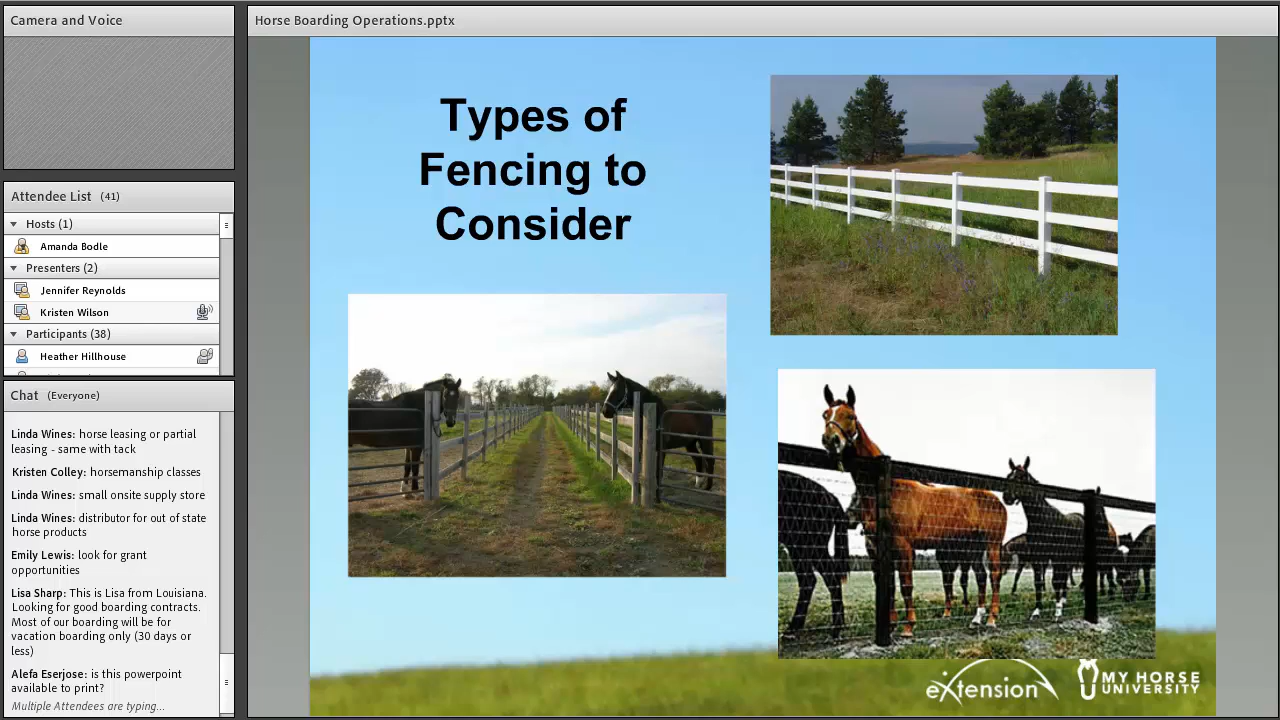 Camera and Voice
Attendee List (41)
Hosts (1)
Amanda Bodle
Presenters (2)
Jennifer Reynolds
Kristen Wilson
Participants (38)
Heather Hillhouse
Chat (Everyone)
Linda Wines: horse leasing or partial
leasing - same with tack
Kristen Colley: horsemanship classes
Linda Wines: small onsite supply store
Linda Wines: distributor for out of state
horse products
Emily Lewis: look for grant
opportunities
Lisa Sharp: This is Lisa from Louisiana.
Looking for good boarding contracts.
Most of our boarding will be for
vacation boarding only (30 days or
less)
Alefa Eserjose: is this powerpoint
available to print?
Multiple Attendees are typing...
Horse Boarding Operations.pptx
Types of
Fencing to
Consider
eXtension
MY HORSE
UNIVERSITY